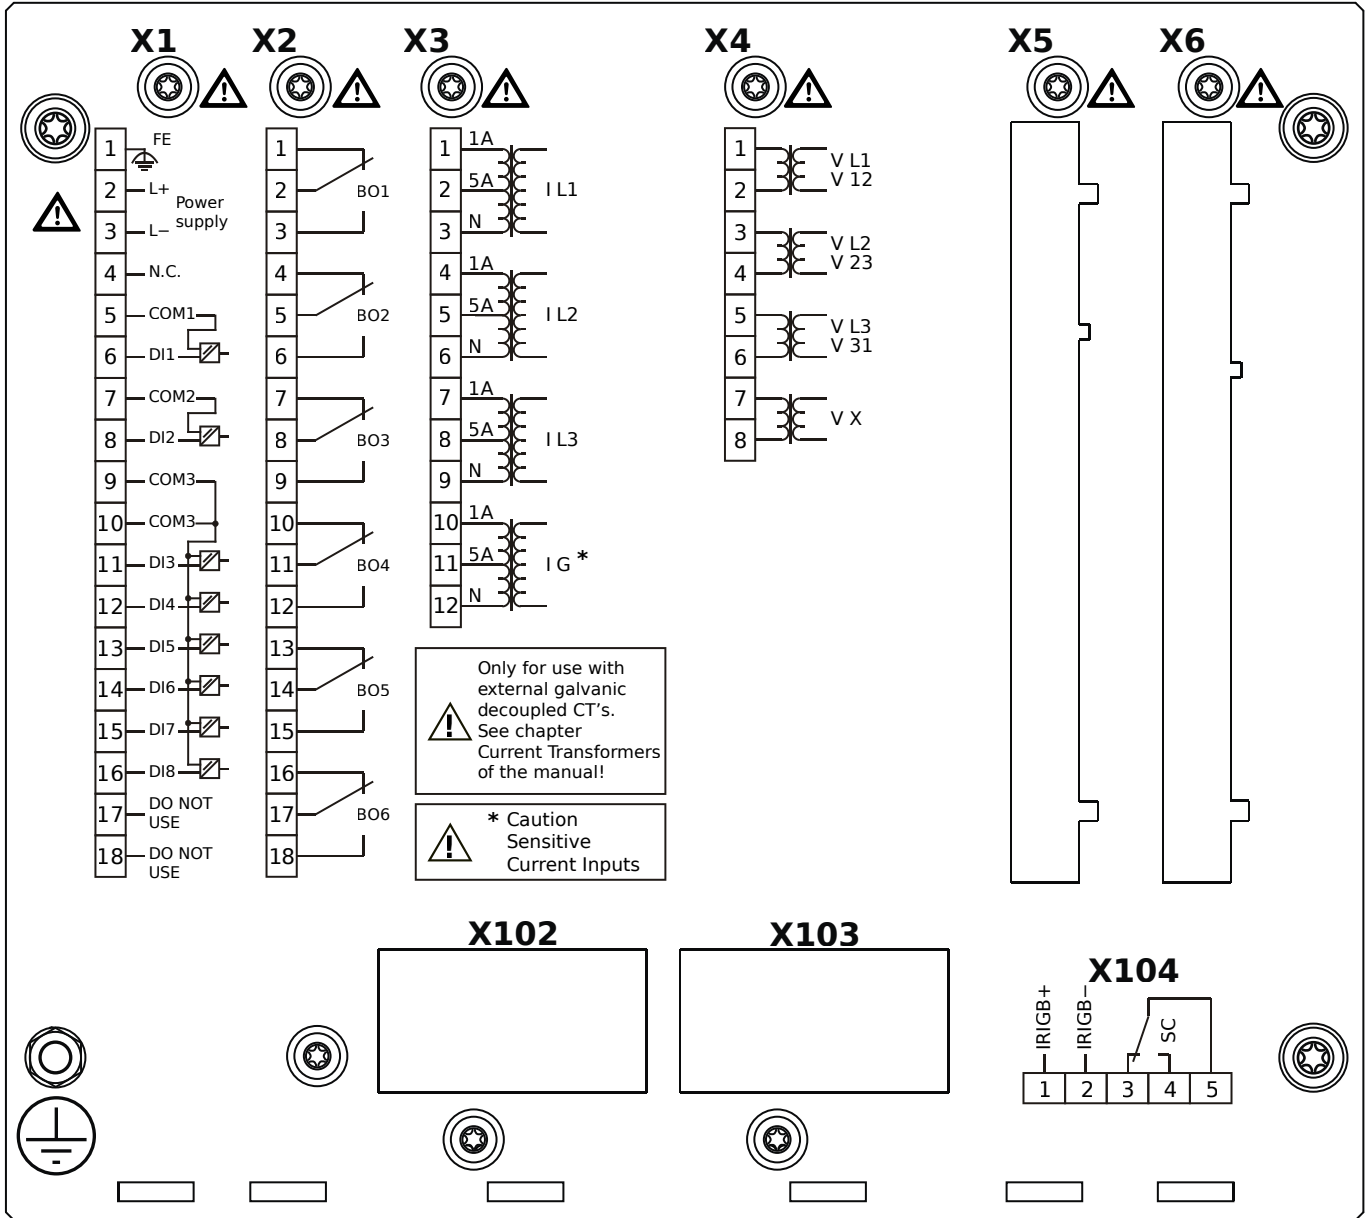 X1
X2
X3
X4
X5
X6
1
FE
2
L+
Power
supply
3
L−
4
N.C.
5
COM1
6
DI1
7
COM2
8
DI2
9
COM3
10
COM3
11
DI3
12
DI4
13
DI5
14
DI6
15
DI7
16
DI8
17
DO NOT
USE
18
DO NOT
USE
1
2
BO1
3
4
5
BO2
6
7
8
BO3
9
10
11
BO4
12
13
14
BO5
15
16
17
BO6
18
1
1A
2
5A
I L1
3
N
4
1A
5
5A
I L2
6
N
7
1A
8
5A
I L3
9
N
10
1A
11
5A
I G *
12
N
Only for use with
external galvanic
decoupled CT's.
See chapter
Current Transformers
of the manual!
* Caution
Sensitive
Current Inputs
1
2
V L1
V 12
3
4
V L2
V 23
5
6
V L3
V 31
7
8
V X
X102
X103
X104
IRIGB+
IRIGB−
SC
1
2
3
4
5